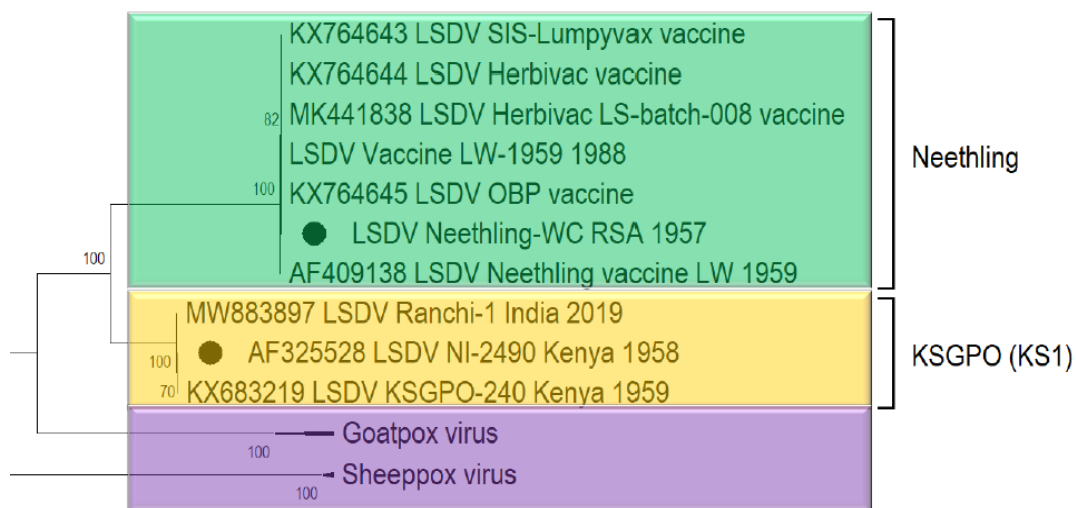 KX764643 LSDV SIS-Lumpyvax vaccine
KX764644 LSDV Herbivac vaccine
MK441838 LSDV Herbivac LS-batch-008 vaccine
82
LSDV Vaccine LW-1959 1988
Neethling
100
KX764645 LSDV OBP vaccine
LSDV Neethling-WC RSA 1957
100
AF409138 LSDV Neethling vaccine LW 1959
MW883897 LSDV Ranchi-1 India 2019
100
AF325528 LSDV NI-2490 Kenya 1958
KSGPO (KS1)
70
KX683219 LSDV KSGPO-240 Kenya 1959
Goatpox virus
100
Sheeppox virus
100